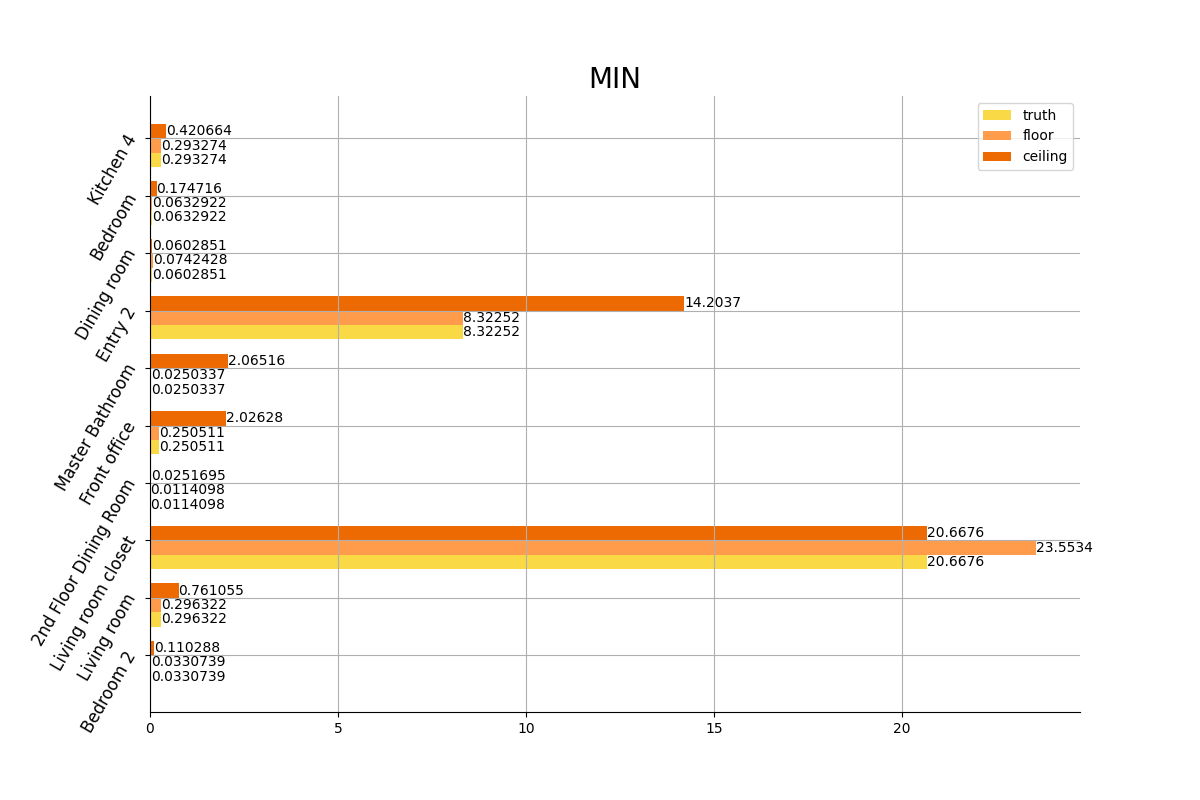 MIN
truth
floor
ceiling
Kitchen 4
0.420664
0.293274
0.293274
Bedroom
0.174716
0.0632922
0.0632922
Dining room
0.0602851
0.0742428
0.0602851
Entry 2
14.2037
8.32252
8.32252
Master Bathroom
2.06516
0.0250337
0.0250337
Front office
2.02628
0.250511
0.250511
2nd Floor Dining Room
0.0251695
0.0114098
0.0114098
Living room closet
20.6676
23.5534
20.6676
Living room
0.761055
0.296322
0.296322
Bedroom 2
0.110288
0.0330739
0.0330739
0 5 10 15 20